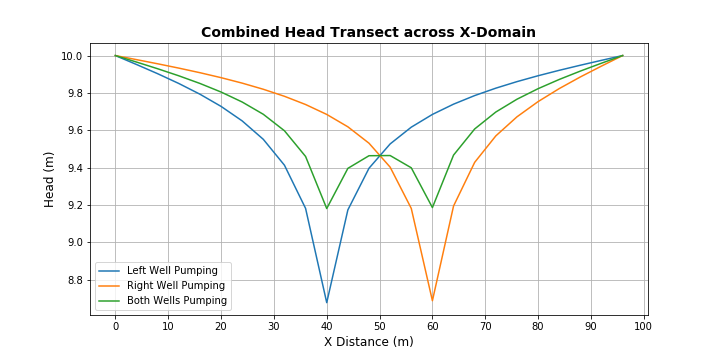 Combined Head Transect across X-Domain
Head (m)
10.0
9.8
9.6
9.4
9.2
9.0
8.8
Left Well Pumping
Right Well Pumping
Both Wells Pumping
0 10 20 30 40 50 60 70 80 90 100
X Distance (m)